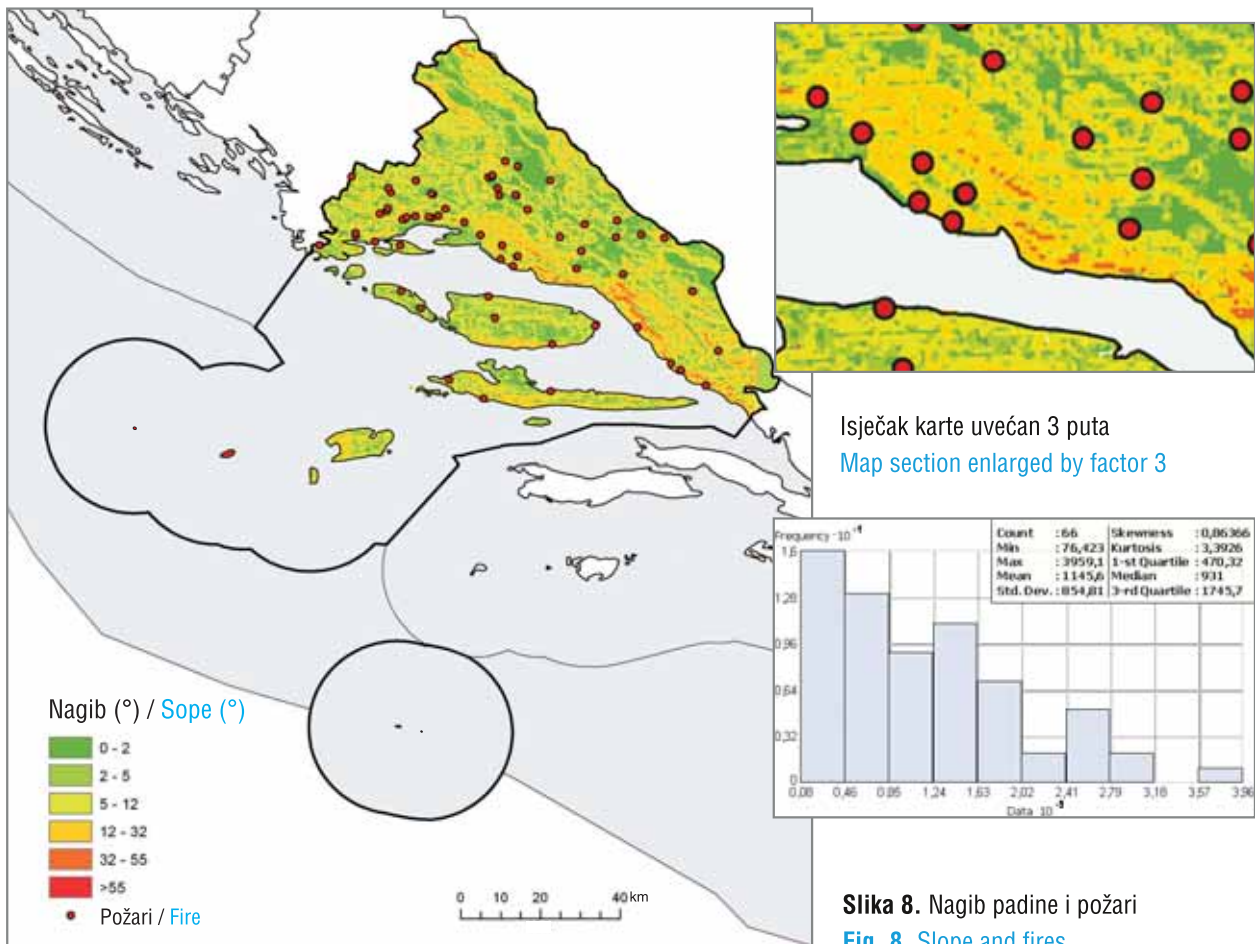 Isječak karte uvećan 3 puta
Map section enlarged by factor 3
Frequency · 10⁻¹
Count : 66 Skewness : 0,86366
Min : 76,423 Kurtosis : 3,3926
Max : 3959,1 1-st Quartile : 470,32
Mean : 1145,6 Median : 931
Std. Dev. : 854,81 3-rd Quartile : 1745,7
1,6
1,28
0,96
0,64
0,32
0
0,08 0,46 0,85 1,24 1,63 2,02 2,41 2,79 3,18 3,57 3,96
Data 10⁻³
Nagib (°) / Sope (°)
0 - 2
2 - 5
5 - 12
12 - 32
32 - 55
>55
Požari / Fire
0 10 20 40 km
Slika 8. Nagib padine i požari
Fig. 8. Slope and fires